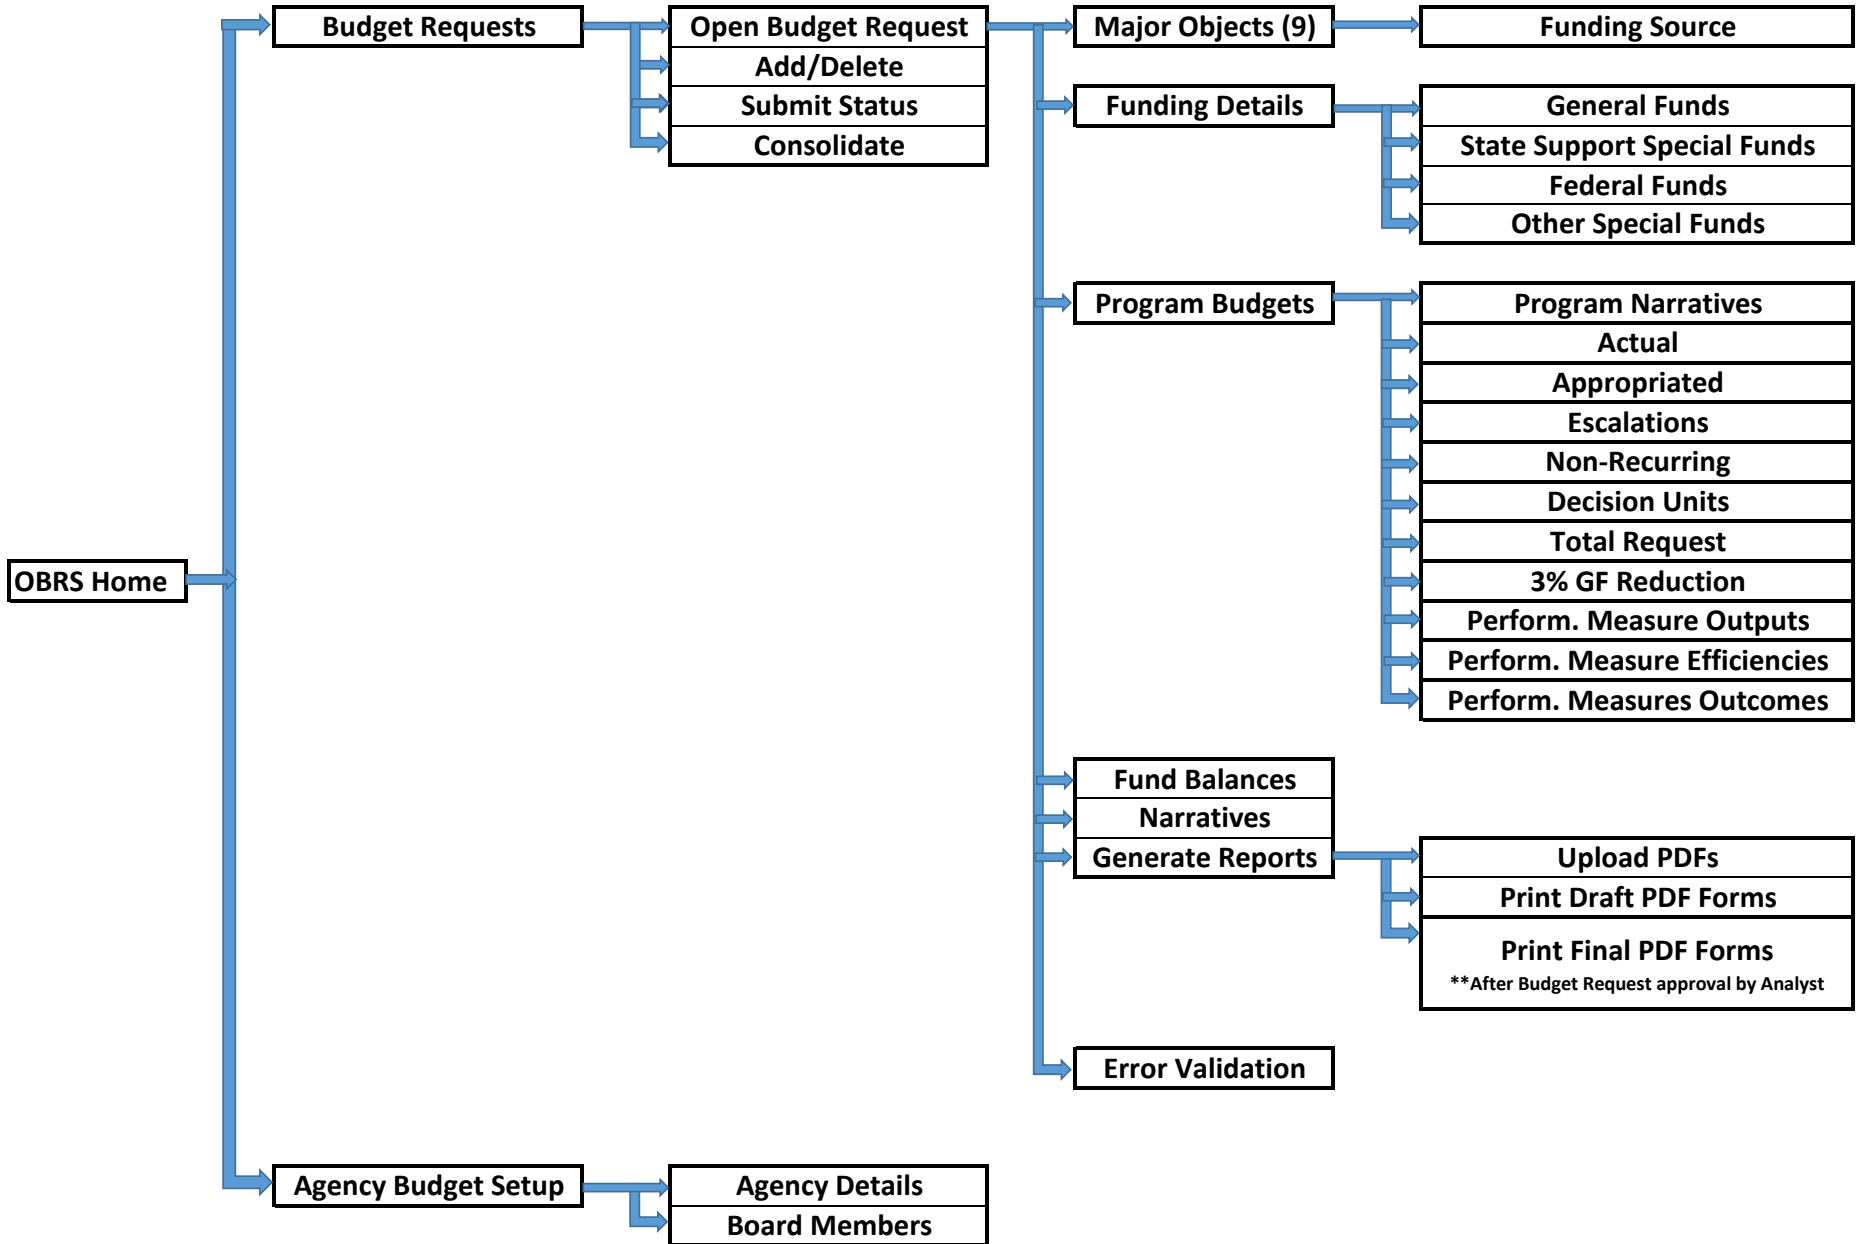 OBRS Home
Budget Requests
Open Budget Request
Add/Delete
Submit Status
Consolidate
Major Objects (9)
Funding Source
Funding Details
General Funds
State Support Special Funds
Federal Funds
Other Special Funds
Program Budgets
Program Narratives
Actual
Appropriated
Escalations
Non-Recurring
Decision Units
Total Request
3% GF Reduction
Perform. Measure Outputs
Perform. Measure Efficiencies
Perform. Measures Outcomes
Fund Balances
Narratives
Generate Reports
Upload PDFs
Print Draft PDF Forms
Print Final PDF Forms
**After Budget Request approval by Analyst
Error Validation
Agency Budget Setup
Agency Details
Board Members